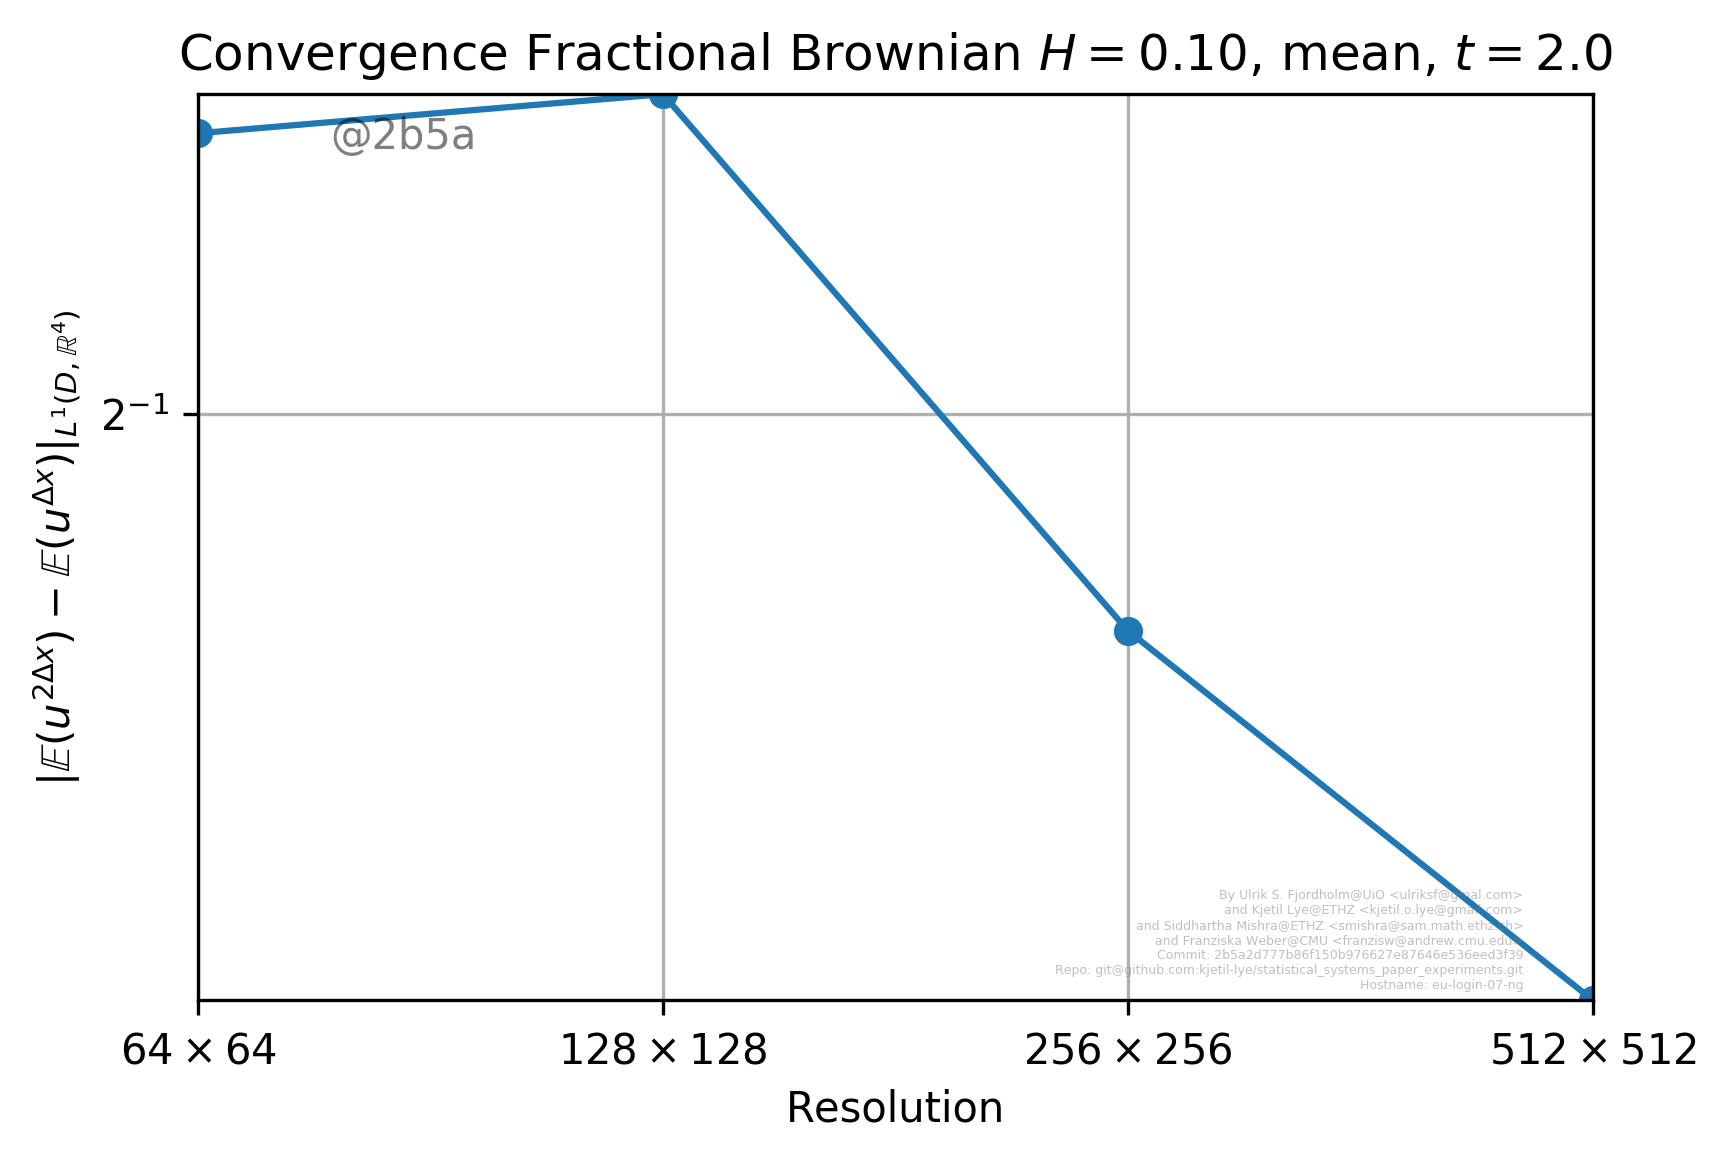 Convergence Fractional Brownian H = 0.10, mean, t = 2.0
@2b5a
|𝔼(u^{2Δx}) − 𝔼(u^{Δx})|_{L¹(D, ℝ⁴)}
2⁻¹
By Ulrik S. Fjordholm@UiO <ulriksf@gmal.com>
and Kjetil Lye@ETHZ <kjetil.o.lye@gmail.com>
and Siddhartha Mishra@ETHZ <smishra@sam.math.ethz.ch>
and Franziska Weber@CMU <franzisw@andrew.cmu.edu>
Commit: 2b5a2d777b86f150b976627e87646e536eed3f39
Repo: git@github.com:kjetil-lye/statistical_systems_paper_experiments.git
Hostname: eu-login-07-ng
64 × 64 128 × 128 256 × 256 512 × 512
Resolution